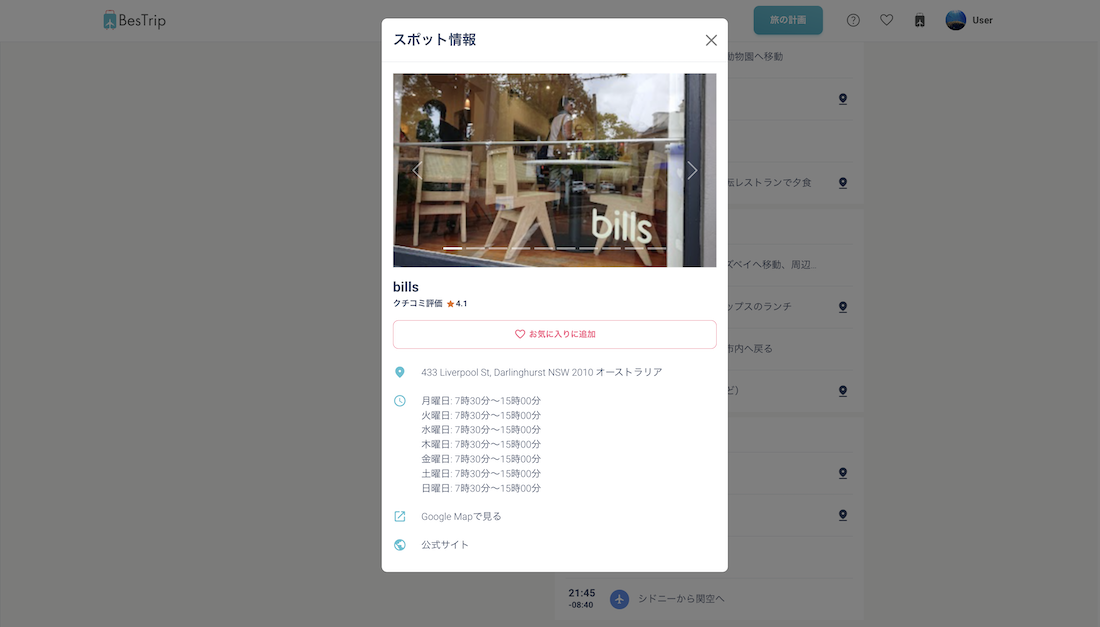 BesTrip
旅の計画
User
スポット情報
動物園へ移動
転レストランで夕食
bills
ズベイへ移動、周辺...
bills
クチコミ評価 4.1
ップスのランチ
お気に入りに追加
市内へ戻る
433 Liverpool St, Darlinghurst NSW 2010 オーストラリア
ど）
月曜日: 7時30分～15時00分
火曜日: 7時30分～15時00分
水曜日: 7時30分～15時00分
木曜日: 7時30分～15時00分
金曜日: 7時30分～15時00分
土曜日: 7時30分～15時00分
日曜日: 7時30分～15時00分
Google Mapで見る
公式サイト
21:45
-08:40
シドニーから関空へ